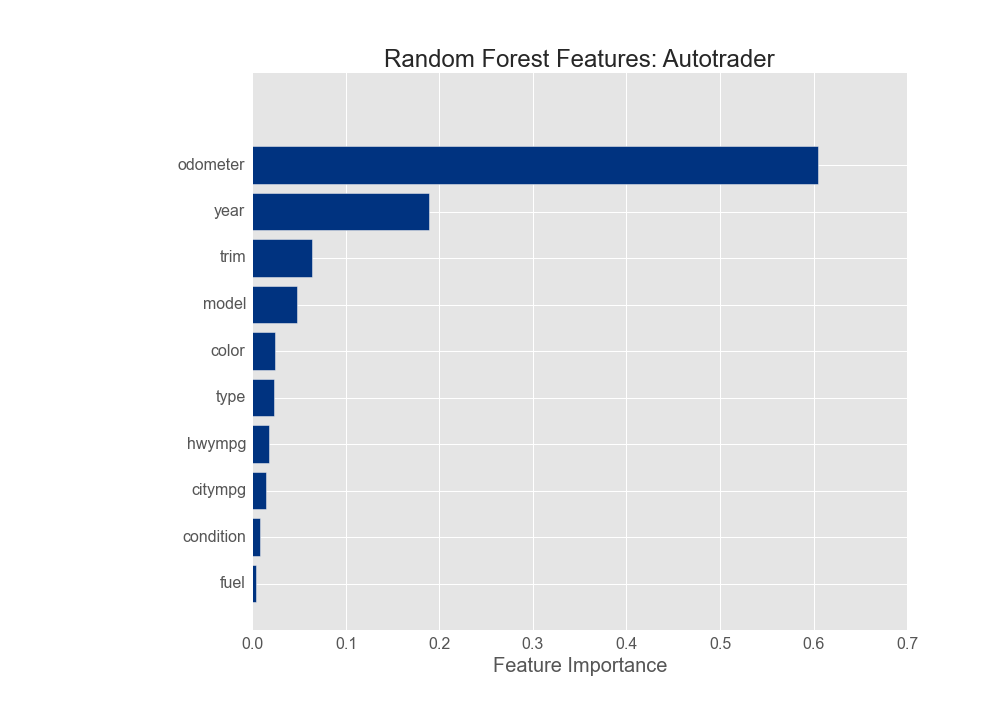 Random Forest Features: Autotrader
odometer
year
trim
model
color
type
hwympg
citympg
condition
fuel
0.0 0.1 0.2 0.3 0.4 0.5 0.6 0.7
Feature Importance